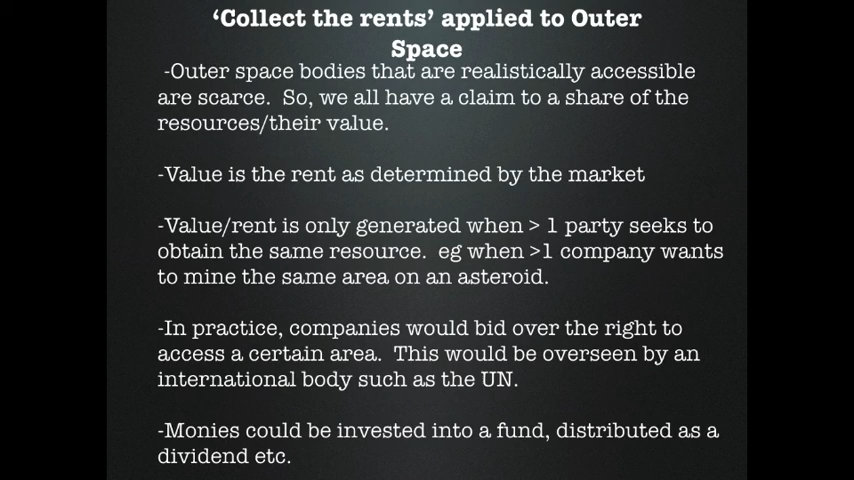 ‘Collect the rents’ applied to Outer
Space
-Outer space bodies that are realistically accessible
are scarce.  So, we all have a claim to a share of the
resources/their value.
-Value is the rent as determined by the market
-Value/rent is only generated when > 1 party seeks to
obtain the same resource.  eg when >1 company wants
to mine the same area on an asteroid.
-In practice, companies would bid over the right to
access a certain area.  This would be overseen by an
international body such as the UN.
-Monies could be invested into a fund, distributed as a
dividend etc.